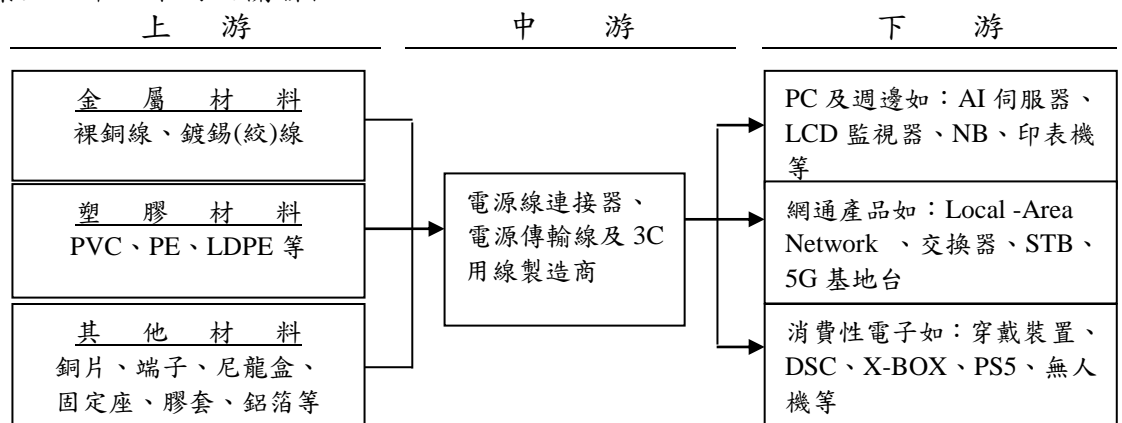 上 游
中 游
下 游
金 屬 材 料
裸銅線、鍍錫(絞)線
塑 膠 材 料
PVC、PE、LDPE 等
其 他 材 料
銅片、端子、尼龍盒、
固定座、膠套、鋁箔等
電源線連接器、
電源傳輸線及 3C
用線製造商
PC 及週邊如：AI 伺服器、
LCD 監視器、NB、印表機
等
網通產品如：Local -Area
Network 、交換器、STB、
5G 基地台
消費性電子如：穿戴裝置、
DSC、X-BOX、PS5、無人
機等